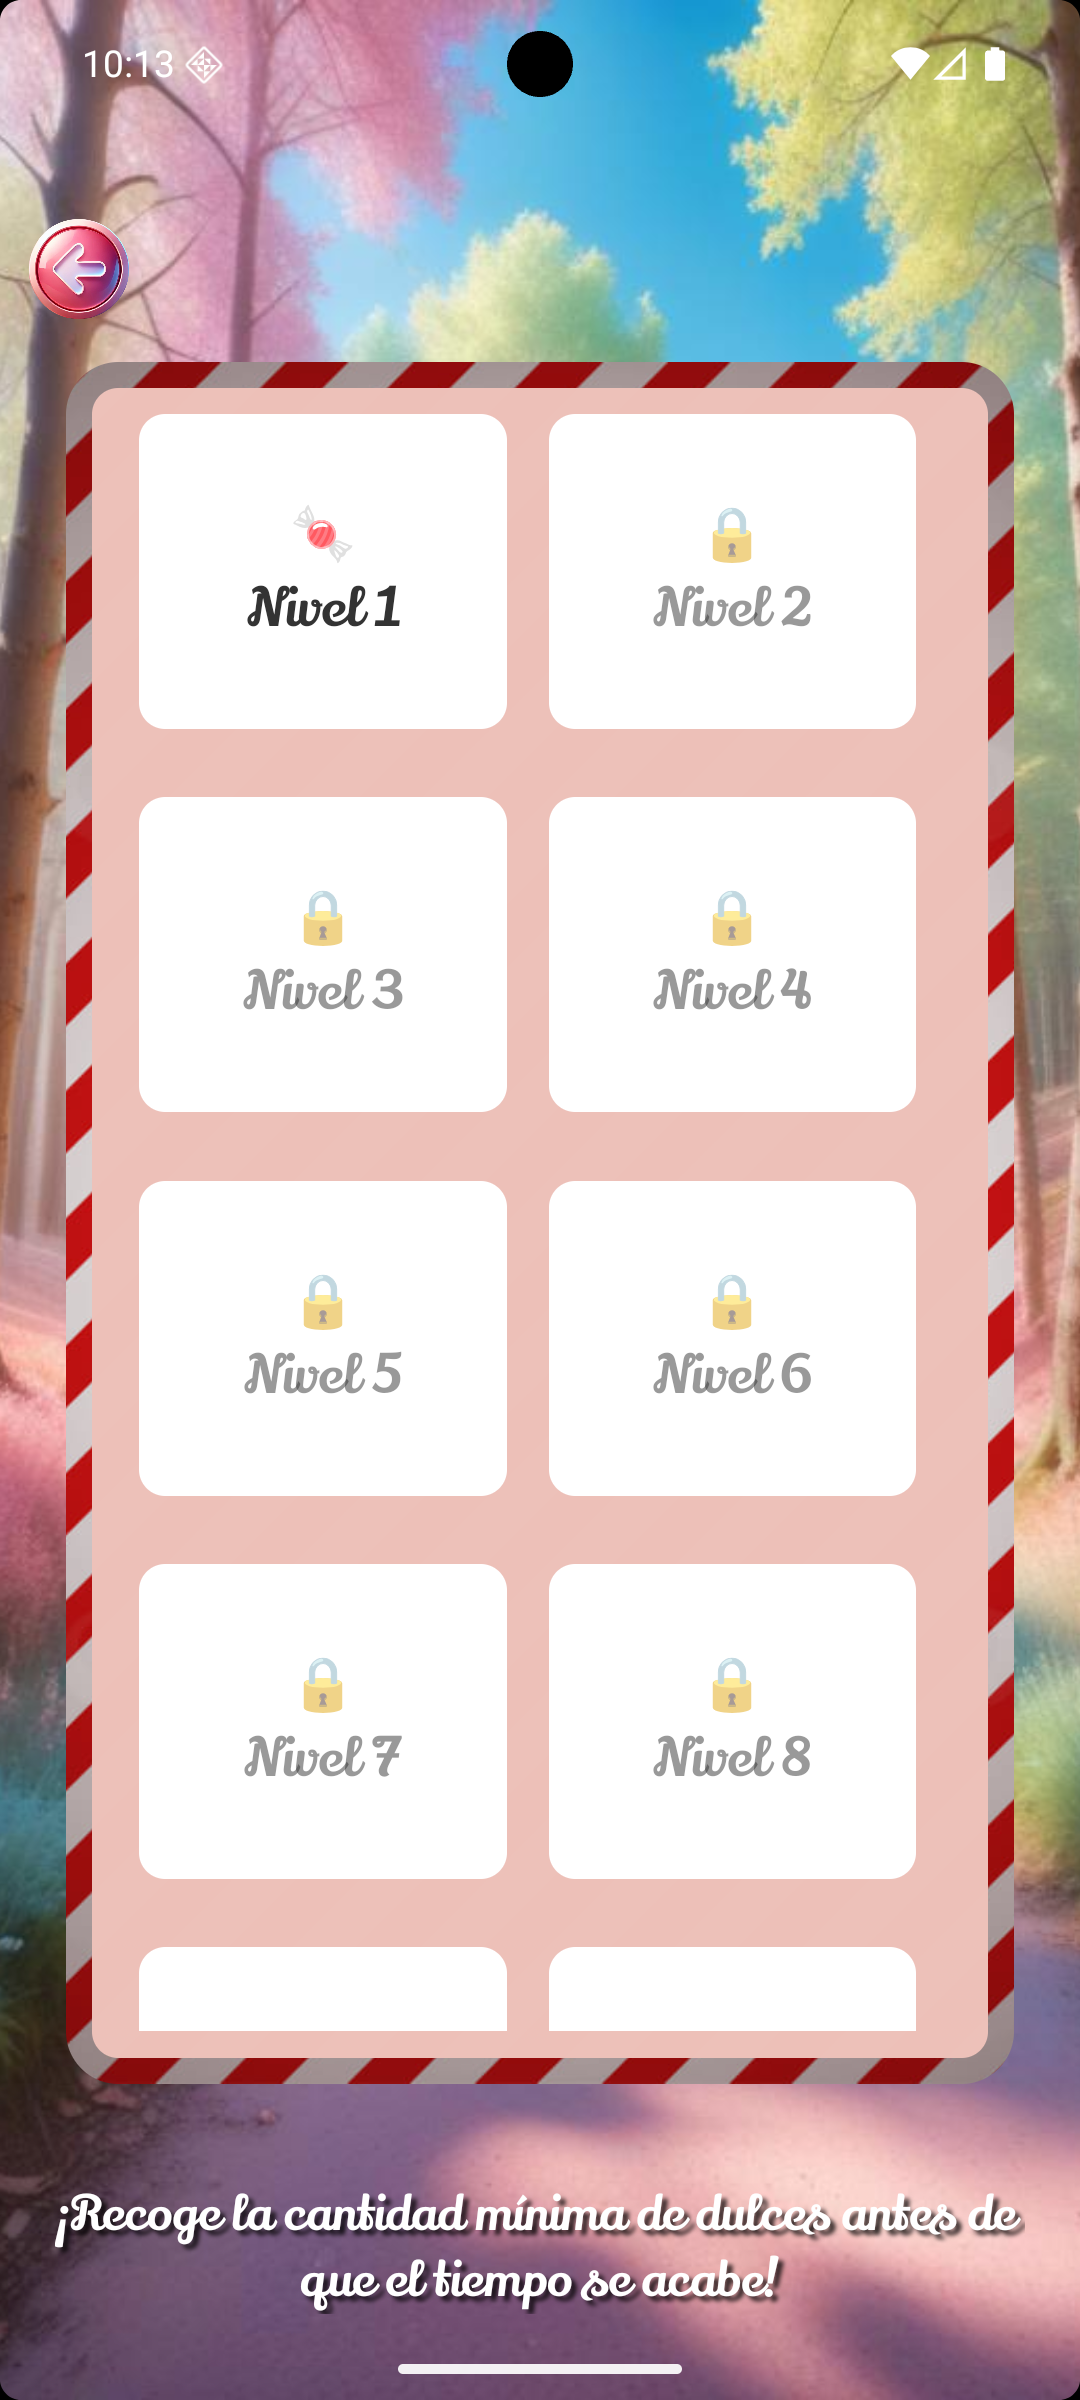 10:13
Nivel 1
Nivel 2
Nivel 3
Nivel 4
Nivel 5
Nivel 6
Nivel 7
Nivel 8
¡Recoge la cantidad mínima de dulces antes de
que el tiempo se acabe!